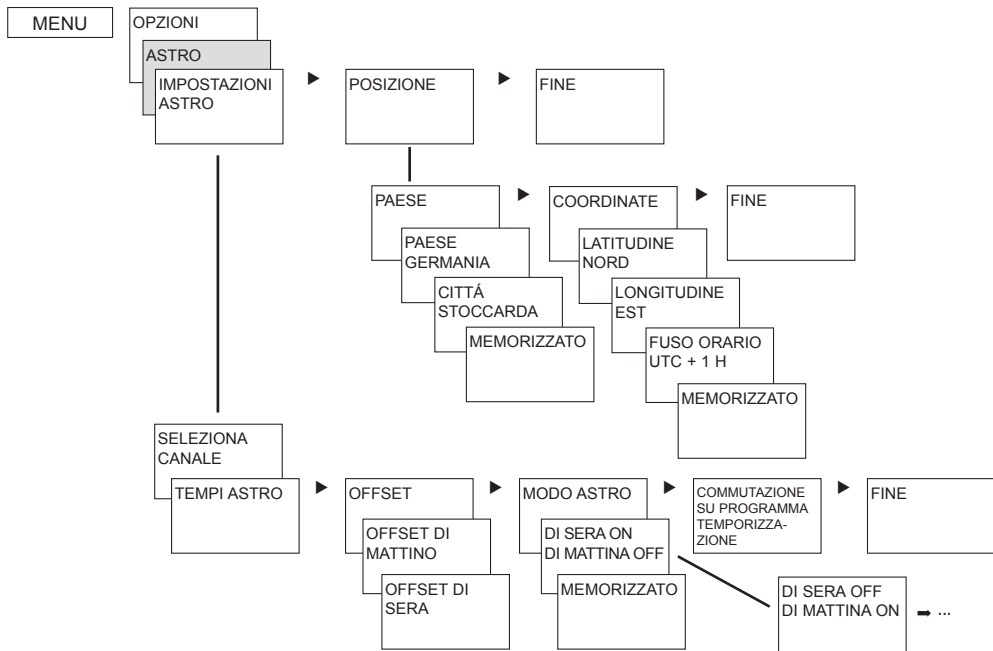 MENU
OPZIONI
ASTRO
IMPOSTAZIONI
ASTRO
POSIZIONE
FINE
PAESE
PAESE
GERMANIA
CITTÁ
STOCCARDA
MEMORIZZATO
COORDINATE
LATITUDINE
NORD
LONGITUDINE
EST
FUSO ORARIO
UTC + 1 H
MEMORIZZATO
FINE
SELEZIONA
CANALE
TEMPI ASTRO
OFFSET
OFFSET DI
MATTINO
OFFSET DI
SERA
MODO ASTRO
DI SERA ON
DI MATTINA OFF
MEMORIZZATO
COMMUTAZIONE
SU PROGRAMMA
TEMPORIZZA-
ZIONE
FINE
DI SERA OFF
DI MATTINA ON
➡ ...